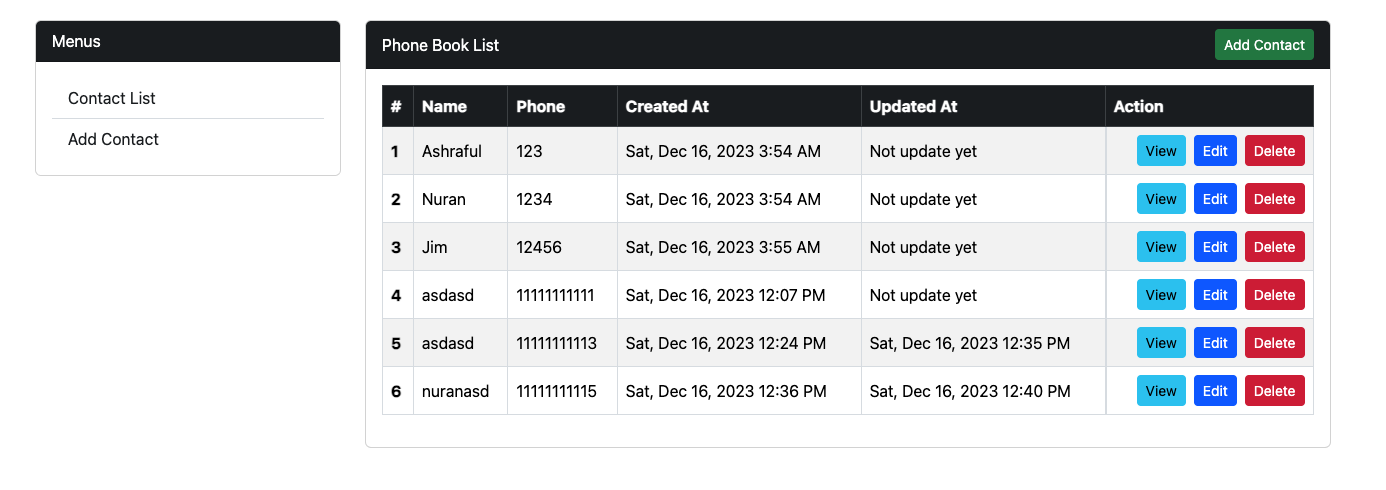 Menus
Contact List
Add Contact
Phone Book List Add Contact
# Name Phone Created At Updated At Action
1 Ashraful 123 Sat, Dec 16, 2023 3:54 AM Not update yet View Edit Delete
2 Nuran 1234 Sat, Dec 16, 2023 3:54 AM Not update yet View Edit Delete
3 Jim 12456 Sat, Dec 16, 2023 3:55 AM Not update yet View Edit Delete
4 asdasd 11111111111 Sat, Dec 16, 2023 12:07 PM Not update yet View Edit Delete
5 asdasd 11111111113 Sat, Dec 16, 2023 12:24 PM Sat, Dec 16, 2023 12:35 PM View Edit Delete
6 nuranasd 11111111115 Sat, Dec 16, 2023 12:36 PM Sat, Dec 16, 2023 12:40 PM View Edit Delete